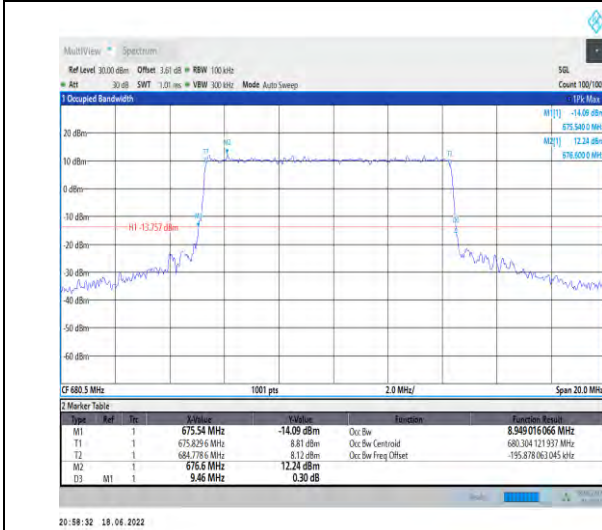 MultiView Spectrum
Ref Level 30.00 dBm Offset 3.61 dB RBW 100 kHz SGL
Att 30 dB SWT 1.01 ms VBW 300 kHz Mode Auto Sweep Count 100/100
1 Occupied Bandwidth 1Pk Max
M1[1] -14.09 dBm
675.5400 MHz
M2[1] 12.24 dBm
676.6000 MHz
20 dBm
M2
T1
T2
10 dBm
0 dBm
-10 dBm
M1
D3
H1 -13.757 dBm
-20 dBm
-30 dBm
-40 dBm
-50 dBm
-60 dBm
CF 680.5 MHz 1001 pts 2.0 MHz/ Span 20.0 MHz
2 Marker Table
Type Ref Trc X-Value Y-Value Function Function Result
M1 1 675.54 MHz -14.09 dBm Occ Bw 8.949 016 066 MHz
T1 1 675.829 6 MHz 8.81 dBm Occ Bw Centroid 680.304 121 937 MHz
T2 1 684.778 6 MHz 8.12 dBm Occ Bw Freq Offset -195.878 063 045 kHz
M2 1 676.6 MHz 12.24 dBm
D3 M1 1 9.46 MHz 0.30 dB
Ready
20:58:32 18.06.2022